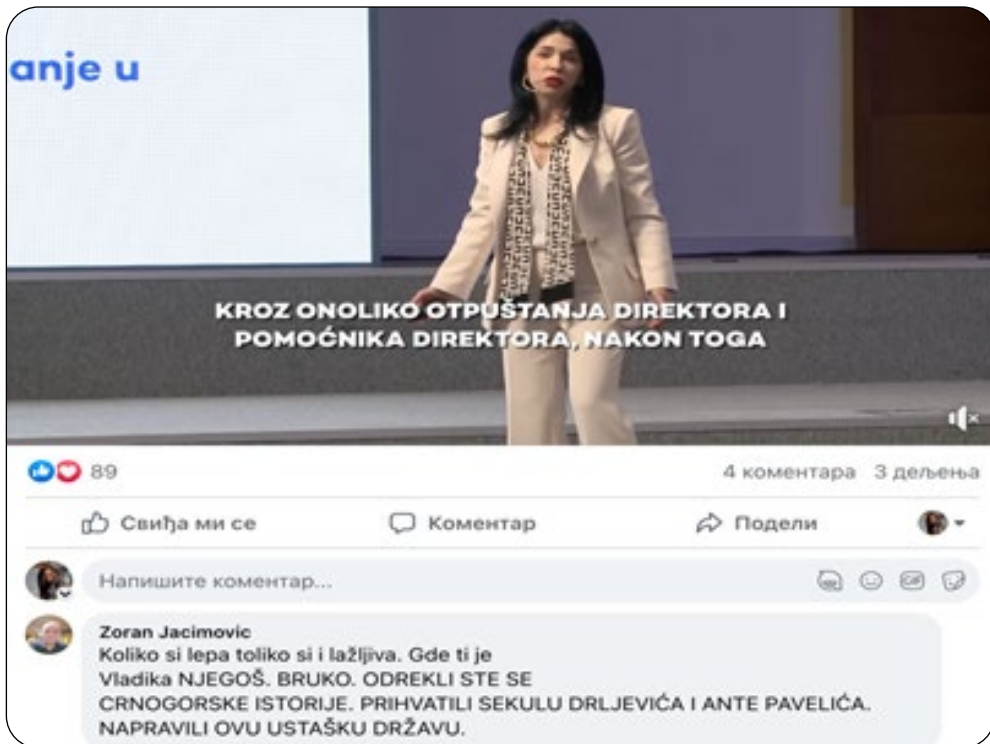 anje u
KROZ ONOLIKO OTPUŠTANJA DIREKTORA I
POMOĆNIKA DIREKTORA, NAKON TOGA
89
4 коментара 3 дељења
Свиђа ми се Коментар Подели
Напишите коментар...
GIF
Zoran Jacimovic
Koliko si lepa toliko si i lažljiva. Gde ti je
Vladika NJEGOŠ. BRUKO. ODREKLI STE SE
CRNOGORSKE ISTORIJE. PRIHVATILI SEKULU DRLJEVIĆA I ANTE PAVELIĆA.
NAPRAVILI OVU USTAŠKU DRŽAVU.